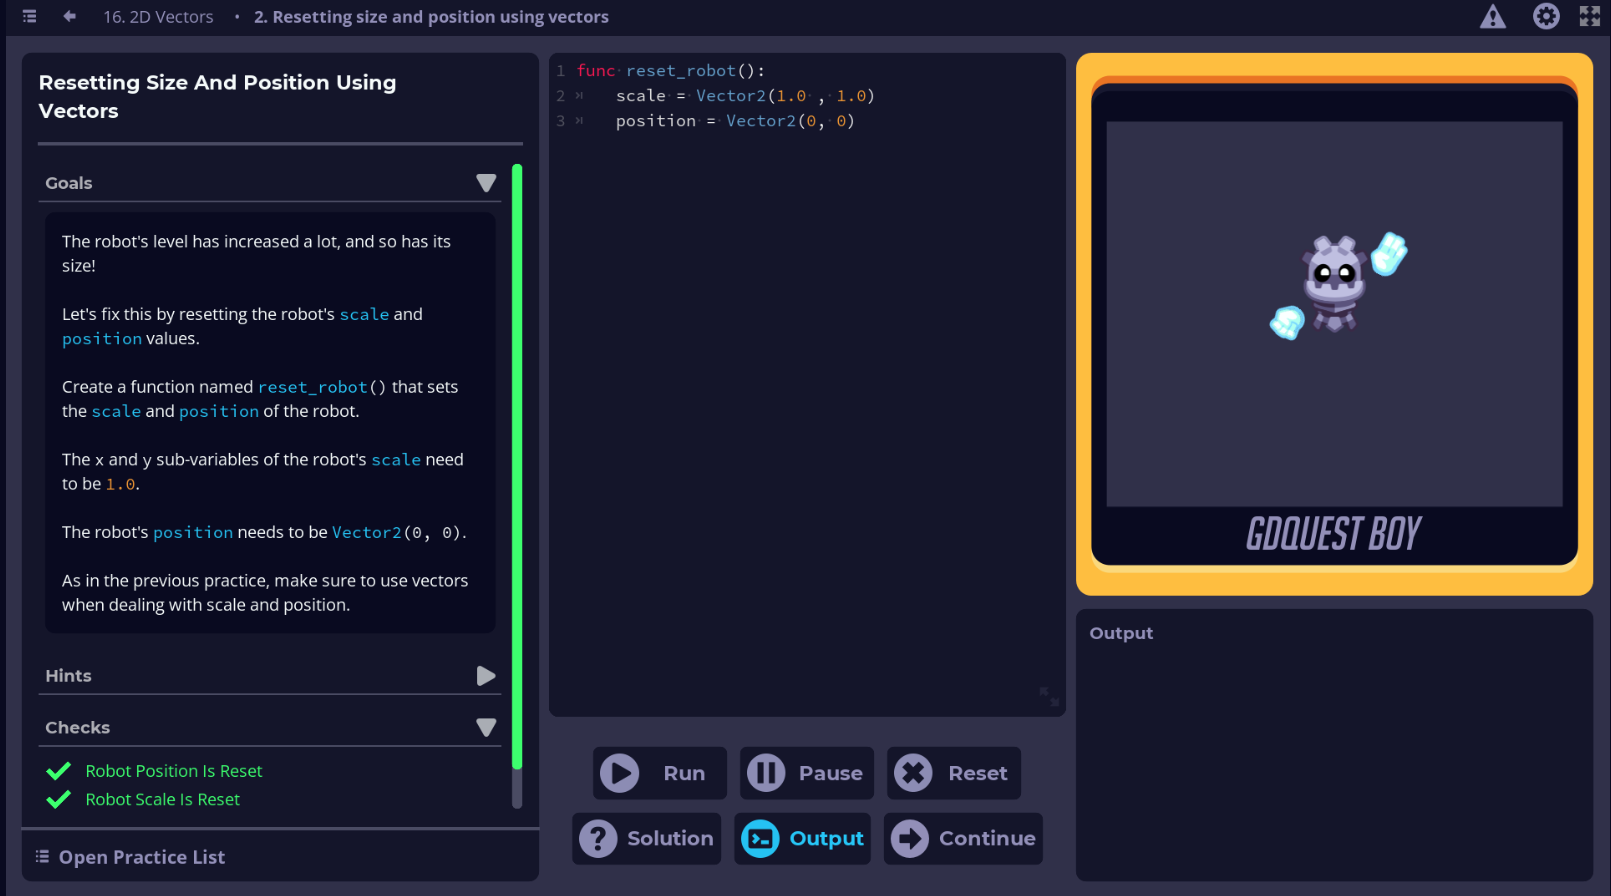 16. 2D Vectors • 2. Resetting size and position using vectors
Resetting Size And Position Using
Vectors
Goals
The robot's level has increased a lot, and so has its
size!
Let's fix this by resetting the robot's scale and
position values.
Create a function named reset_robot() that sets
the scale and position of the robot.
The x and y sub-variables of the robot's scale need
to be 1.0.
The robot's position needs to be Vector2(0, 0).
As in the previous practice, make sure to use vectors
when dealing with scale and position.
Hints
Checks
Robot Position Is Reset
Robot Scale Is Reset
Open Practice List
1 func reset_robot():
2 scale = Vector2(1.0 , 1.0)
3 position = Vector2(0, 0)
Run
Pause
Reset
Solution
Output
Continue
GDQUEST BOY
Output